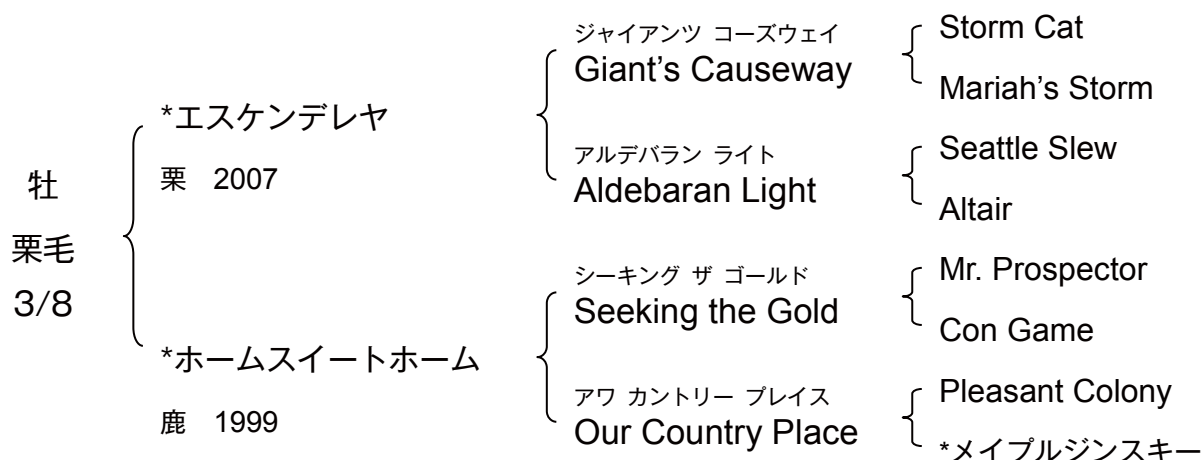 牡
栗毛
3/8
*エスケンデレヤ
栗 2007
*ホームスイートホーム
鹿 1999
ジャイアンツ コーズウェイ
Giant's Causeway
アルデバラン ライト
Aldebaran Light
シーキング ザ ゴールド
Seeking the Gold
アワ カントリー プレイス
Our Country Place
Storm Cat
Mariah's Storm
Seattle Slew
Altair
Mr. Prospector
Con Game
Pleasant Colony
*メイプルジンスキー